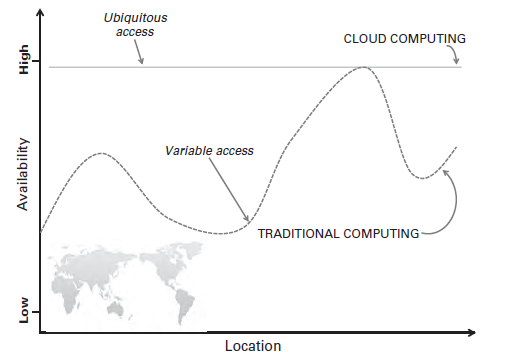 Ubiquitous
access
CLOUD COMPUTING
High
Variable access
Availability
TRADITIONAL COMPUTING
Low
Location